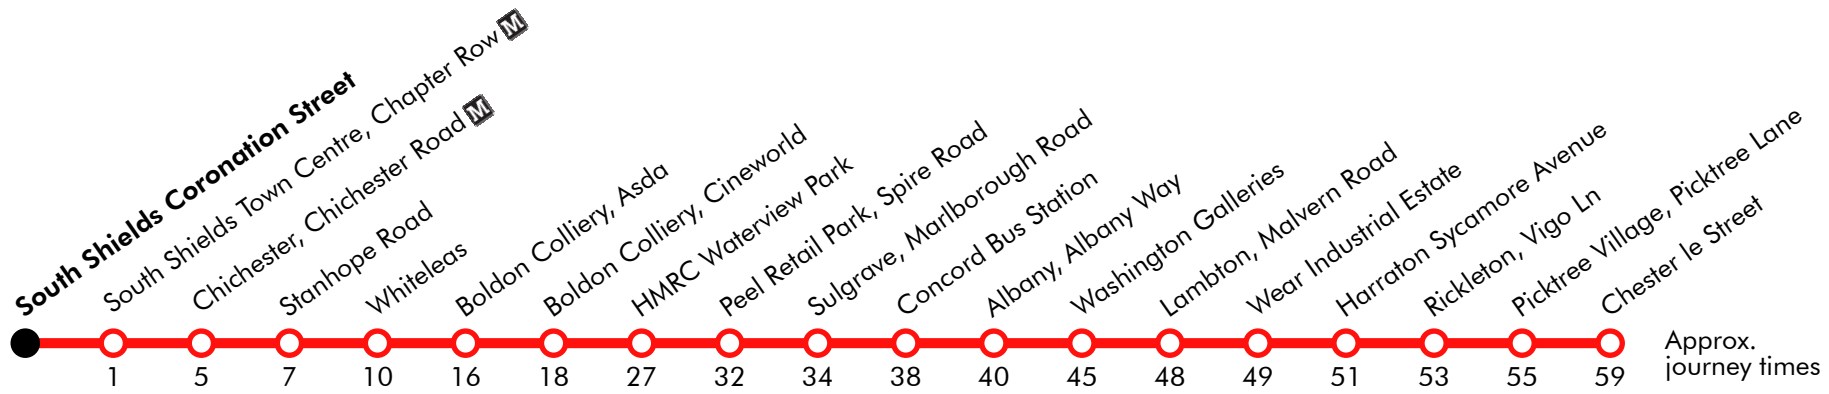 South Shields Coronation Street
South Shields Town Centre, Chapter Row M
Chichester, Chichester Road M
Stanhope Road
Whiteleas
Boldon Colliery, Asda
Boldon Colliery, Cineworld
HMRC Waterview Park
Peel Retail Park, Spire Road
Sulgrave, Marlborough Road
Concord Bus Station
Albany, Albany Way
Washington Galleries
Lambton, Malvern Road
Wear Industrial Estate
Harraton Sycamore Avenue
Rickleton, Vigo Ln
Picktree Village, Picktree Lane
Chester le Street
1 5 7 10 16 18 27 32 34 38 40 45 48 49 51 53 55 59
Approx.
journey times